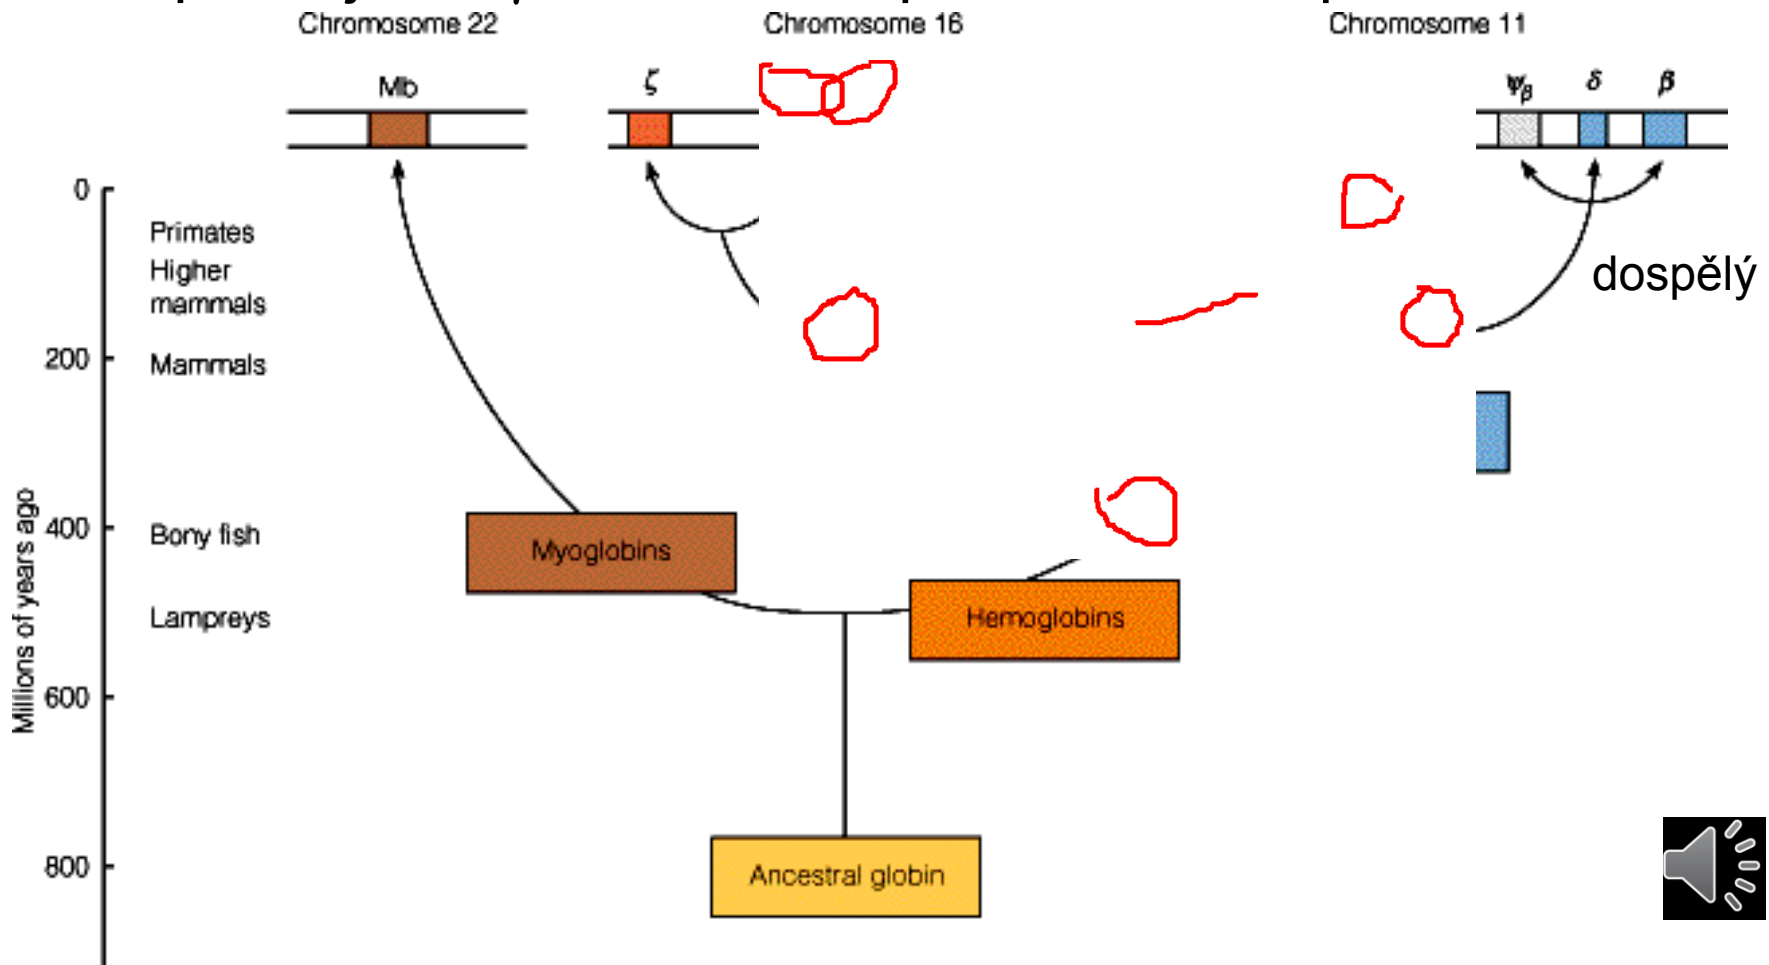 Chromosome 22
Chromosome 16
Chromosome 11
Mb
ζ
ψβ
δ
β
0
Primates
Higher
mammals
dospělý
200
Mammals
400
Bony fish
Myoglobins
Lampreys
Hemoglobins
Millions of years ago
600
800
Ancestral globin